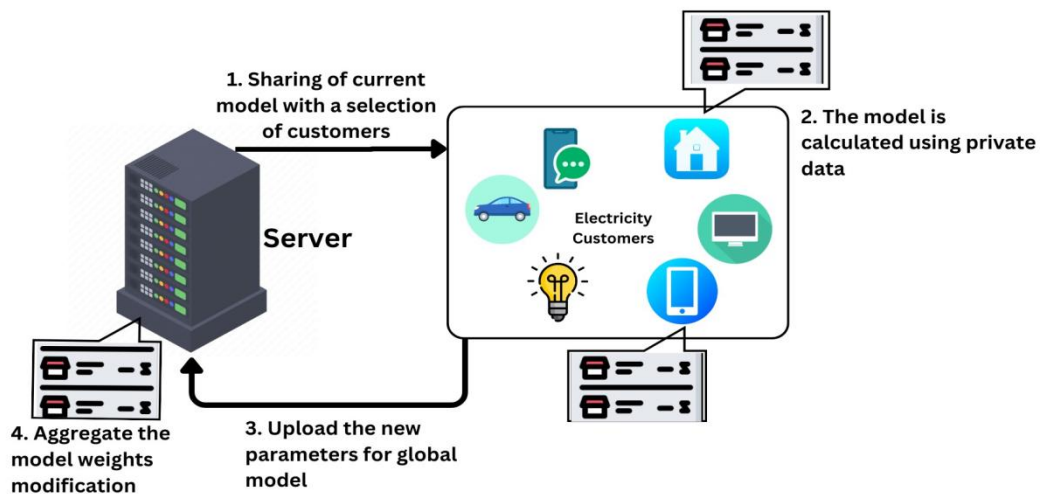 1. Sharing of current
model with a selection
of customers
2. The model is
calculated using private
data
Electricity
Customers
Server
3. Upload the new
parameters for global
model
4. Aggregate the
model weights
modification